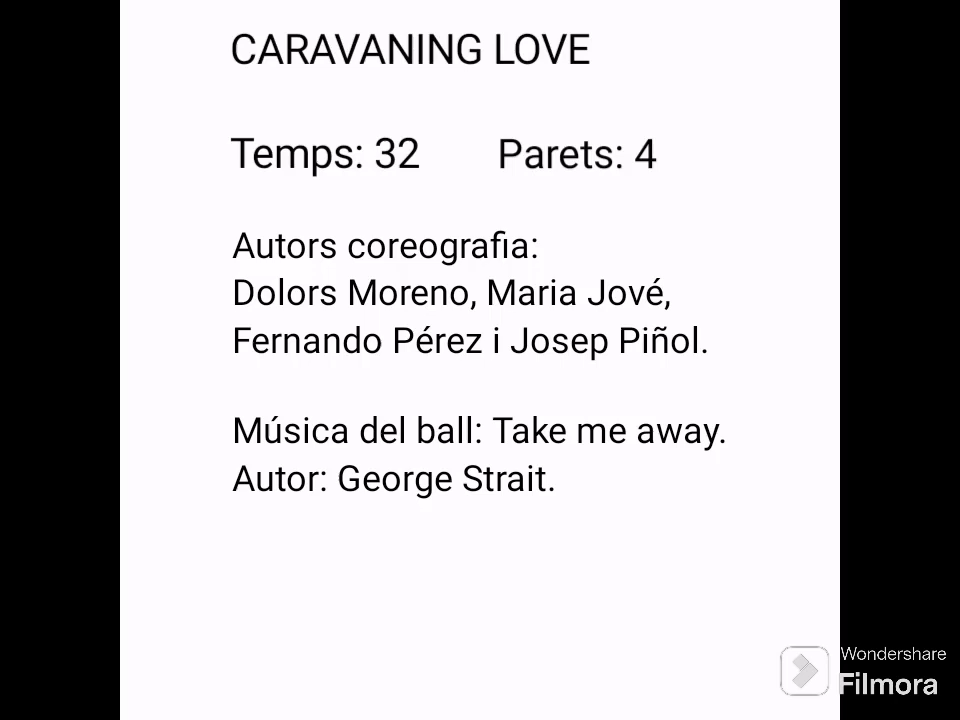 CARAVANING LOVE
Temps: 32 Parets: 4
Autors coreografia:
Dolors Moreno, Maria Jové,
Fernando Pérez i Josep Piñol.
Música del ball: Take me away.
Autor: George Strait.
Wondershare
Filmora